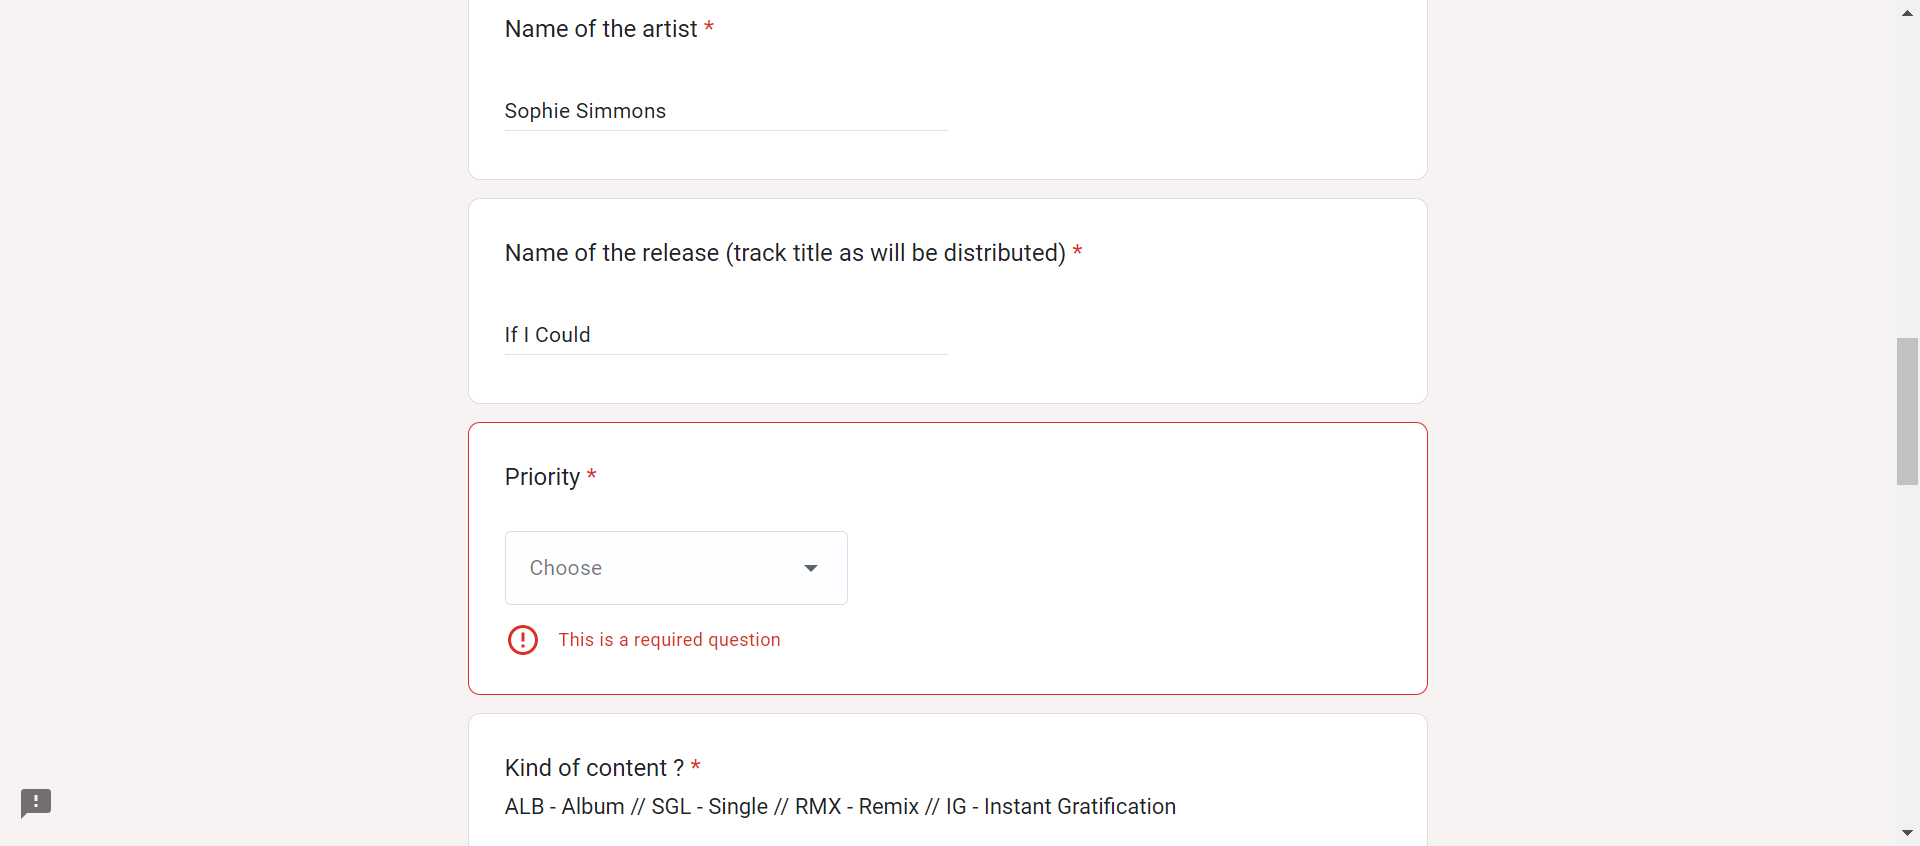 Name of the artist *
Sophie Simmons
Name of the release (track title as will be distributed) *
If I Could
Priority *
Choose
This is a required question
Kind of content ? *
ALB - Album // SGL - Single // RMX - Remix // IG - Instant Gratification